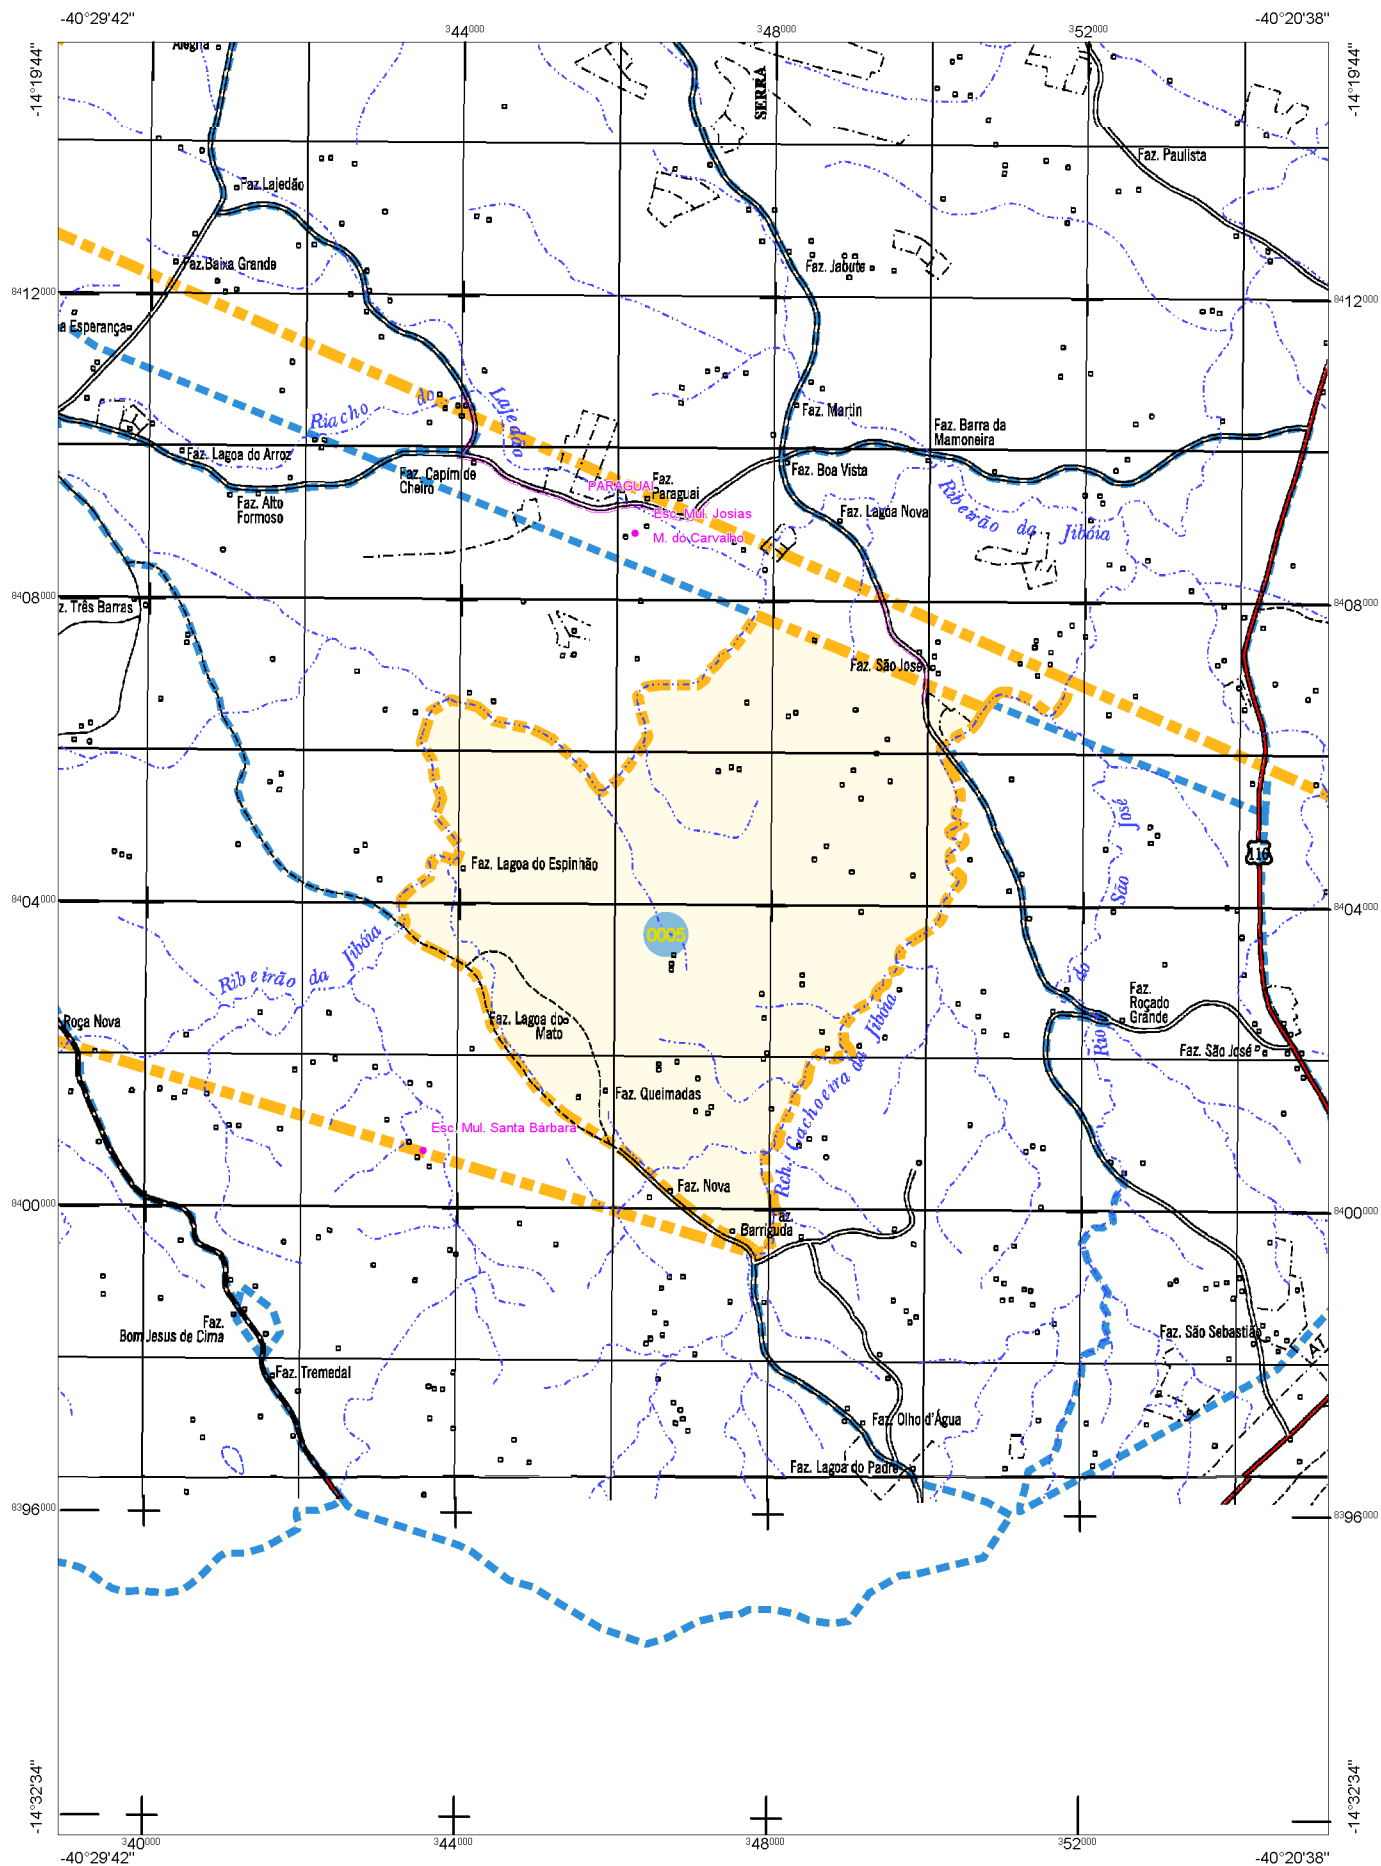 -40°29'42"
344000
348000
352000
-40°20'38"
-14°19'44"
-14°19'44"
Alegria
SERRA
Faz. Paulista
Faz. Lajedão
Faz. Baixa Grande
Faz. Jabute
8412000
8412000
a Esperança
Riacho do Lajedão
Faz. Martin
Faz. Barra da
Mamoneira
Faz. Lagoa do Arroz
Faz. Capim de
Cheiro
Faz. Boa Vista
Faz. Alto
Formoso
PARAGUAI
Faz.
Paraguai
Esc. Mul. Josias
M. do Carvalho
Faz. Lagoa Nova
Ribeirão da Jibóia
8408000
8408000
z. Três Barras
Faz. São José
Rio do São José
116
Faz. Lagoa do Espinhão
8404000
8404000
0005
Ribeirão da Jibóia
Faz.
Roçado
Grande
Roça Nova
Faz. Lagoa do
Mato
Faz. São José
Rch. Cachoeira da Jibóia
Faz. Queimadas
Esc. Mul. Santa Bárbara
Faz. Nova
8400000
8400000
Faz.
Barriguda
Faz.
Bom Jesus de Cima
Faz. São Sebastião
Faz. Tremedal
Faz. Olho d'Água
Faz. Lagoa do Padre
8396000
8396000
-14°32'34"
-14°32'34"
340000
344000
348000
352000
-40°29'42"
-40°20'38"